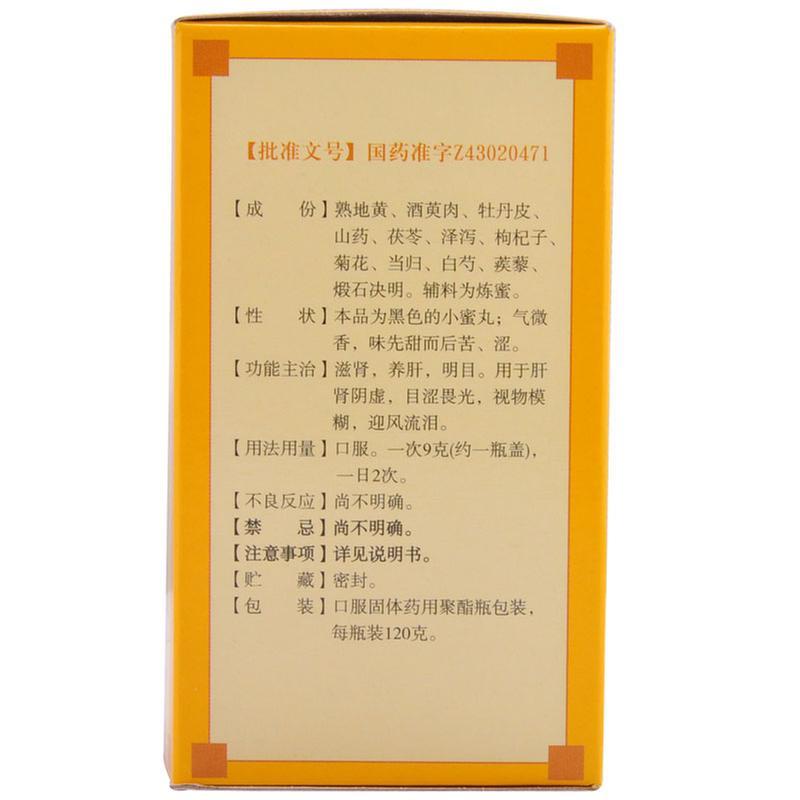 【批准文号】国药准字Z43020471
【成 份】熟地黄、酒萸肉、牡丹皮、
山药、茯苓、泽泻、枸杞子、
菊花、当归、白芍、蒺藜、
煅石决明。辅料为炼蜜。
【性 状】本品为黑色的小蜜丸；气微
香，味先甜而后苦、涩。
【功能主治】滋肾，养肝，明目。用于肝
肾阴虚，目涩畏光，视物模
糊，迎风流泪。
【用法用量】口服。一次9克(约一瓶盖)，
一日2次。
【不良反应】尚不明确。
【禁 忌】尚不明确。
【注意事项】详见说明书。
【贮 藏】密封。
【包 装】口服固体药用聚酯瓶包装，
每瓶装120克。